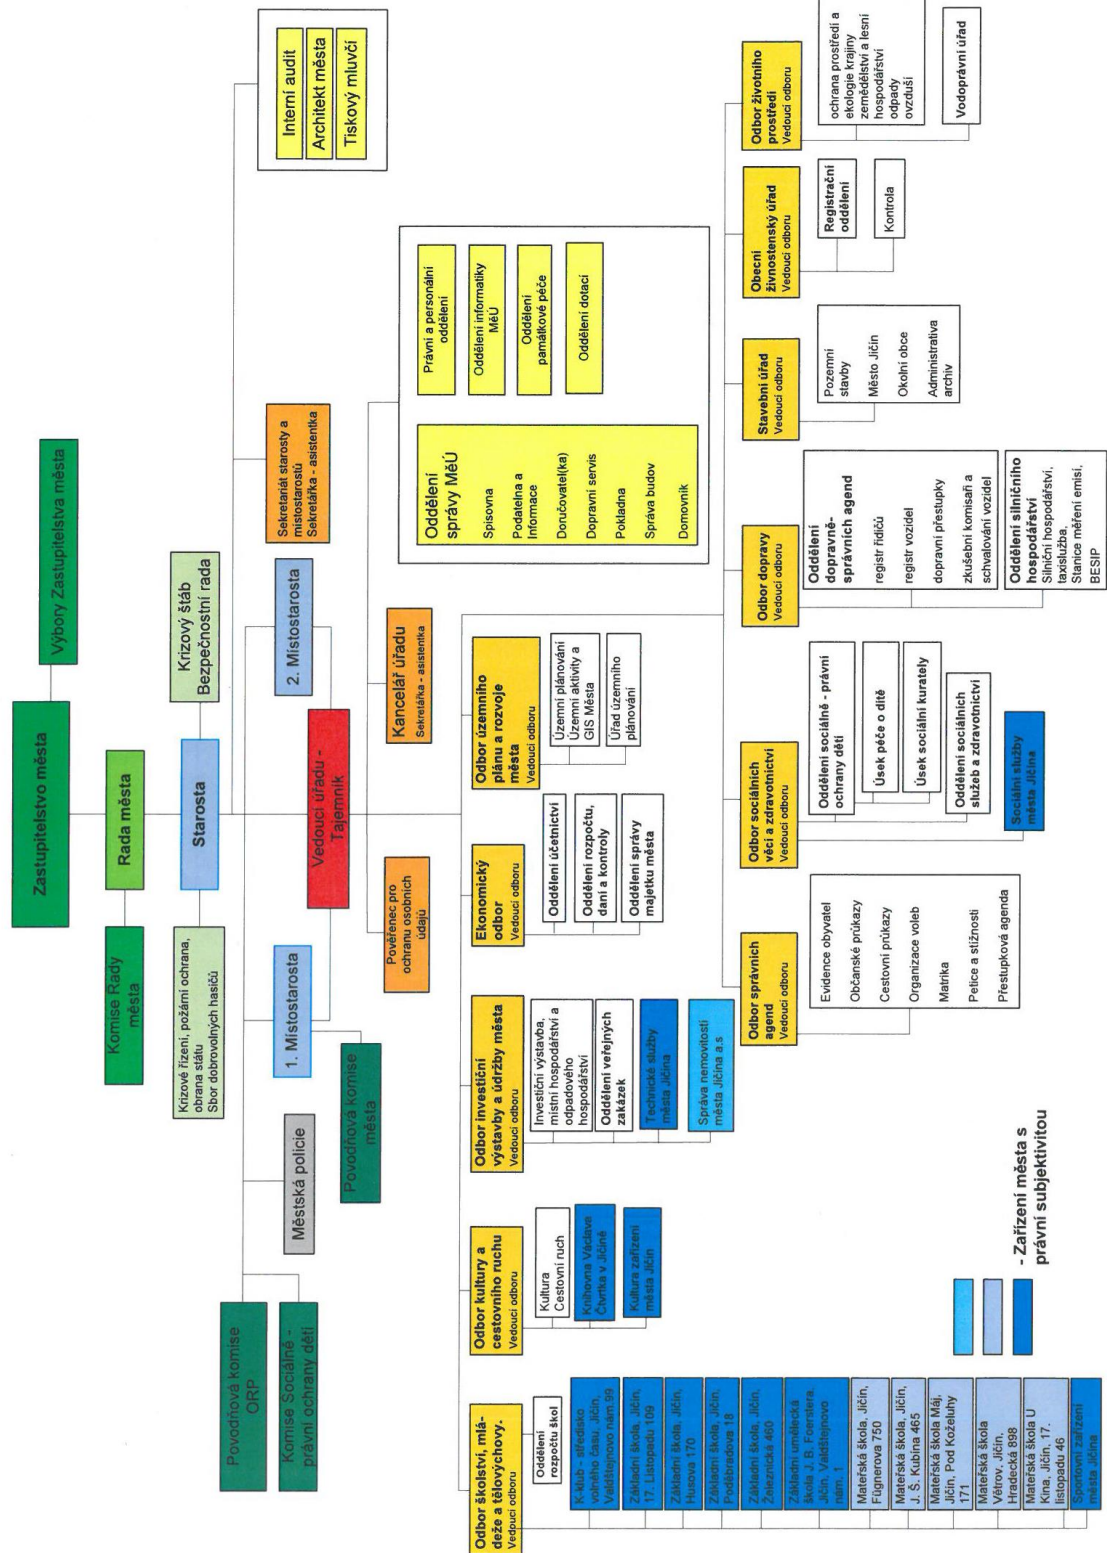 Zastupitelstvo města
Výbory Zastupitelstva města
Rada města
Komise Rady
města
Starosta
Krizový štáb
Bezpečnostní rada
Krizové řízení, požární ochrana,
obrana státu
Sbor dobrovolných hasičů
Interní audit
Architekt města
Tiskový mluvčí
Sekretariát starosty a
místostarostů
Sekretářka - asistentka
2. Místostarosta
1. Místostarosta
Vedoucí úřadu -
Tajemník
Městská policie
Povodňová komise
města
Povodňová komise
ORP
Komise Sociálně -
právní ochrany dětí
Kancelář úřadu
Sekretářka - asistentka
Pověřenec pro
ochranu osobních
údajů
Oddělení
správy MěÚ
Spisovna
Podatelna a
Informace
Doručovatel(ka)
Dopravní servis
Pokladna
Správa budov
Domovník
Právní a personální
oddělení
Oddělení informatiky
MěÚ
Oddělení
památkové péče
Oddělení dotací
Odbor školství, mlá-
deže a tělovýchovy.
Vedoucí odboru
Oddělení
rozpočtu škol
K-klub - středisko
volného času, Jičín,
Valdštejnovo nám.99
Základní škola, Jičín,
17. Listopadu 109
Základní škola, Jičín,
Husova 170
Základní škola, Jičín,
Poděbradova 18
Základní škola, Jičín,
Železnická 460
Základní umělecká
škola J. B. Foerstera,
Jičín, Valdštejnovo
nám. 1
Mateřská škola, Jičín,
Fügnerova 750
Mateřská škola, Jičín,
J. Š. Kubína 465
Mateřská škola Máj,
Jičín, Pod Koželuhy
171
Mateřská škola
Větrov, Jičín,
Hradecká 898
Mateřská škola U
Kina, Jičín, 17.
listopadu 46
Sportovní zařízení
města Jičína
Odbor kultury a
cestovního ruchu
Vedoucí odboru
Kultura
Cestovní ruch
Knihovna Václava
Čtvrtka v Jičíně
Kultura zařízení
města Jičín
Odbor investiční
výstavby a údržby města
Vedoucí odboru
Investiční výstavba,
místní hospodářství a
odpadového
hospodářství
Oddělení veřejných
zakázek
Technické služby
města Jičína
Správa nemovitostí
města Jičína a.s
Ekonomický
odbor
Vedoucí odboru
Oddělení účetnictví
Oddělení rozpočtu,
daní a kontroly
Oddělení správy
majetku města
Odbor územního
plánu a rozvoje
města
Vedoucí odboru
Územní plánování
Územní aktivity a
GIS Města
Úřad územního
plánování
Odbor správních
agend
Vedoucí odboru
Evidence obyvatel
Občanské průkazy
Cestovní průkazy
Organizace voleb
Matrika
Petice a stížnosti
Přestupková agenda
Odbor sociálních
věcí a zdravotnictví
Vedoucí odboru
Oddělení sociálně - právní
ochrany dětí
Úsek péče o dítě
Úsek sociální kurately
Oddělení sociálních
služeb a zdravotnictví
Sociální služby
města Jičína
Odbor dopravy
Vedoucí odboru
Oddělení
dopravně-
správních agend
registr řidičů
registr vozidel
dopravní přestupky
zkušební komisaři a
schvalování vozidel
Oddělení silničního
hospodářství
Silniční hospodářství,
taxislužba,
Stanice měření emisí,
BESIP
Stavební úřad
Vedoucí odboru
Pozemní
stavby
Město Jičín
Okolní obce
Administrativa
archiv
Obecní
živnostenský úřad
Vedoucí odboru
Registrační
oddělení
Kontrola
Odbor životního
prostředí
Vedoucí odboru
ochrana prostředí a
ekologie krajiny
zemědělství a lesní
hospodářství
odpady
ovzduší
Vodoprávní úřad
- Zařízení města s
právní subjektivitou